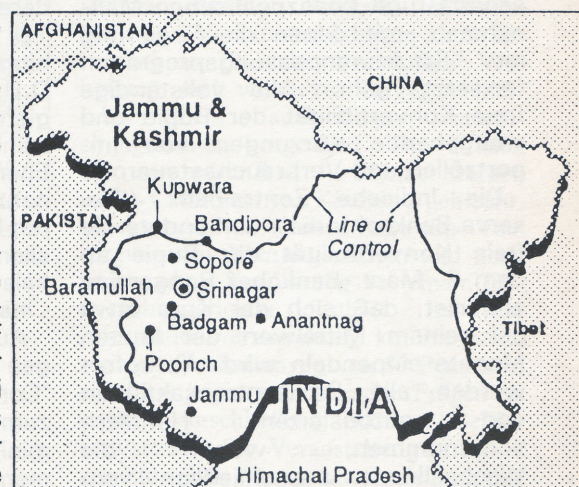 AFGHANISTAN
CHINA
Jammu &
Kashmir
Kupwara
PAKISTAN
Bandipora
Line of
Control
Sopore
Baramullah
Srinagar
Badgam
Anantnag
Tibet
Poonch
Jammu
INDIA
Himachal Pradesh